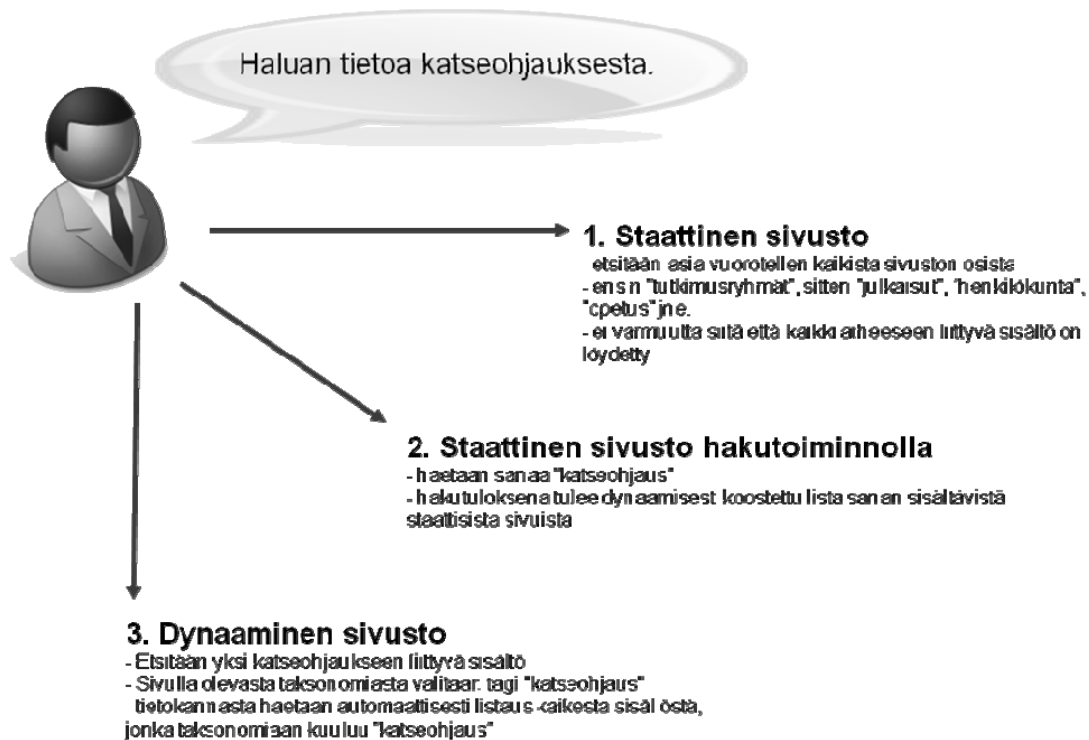 Haluan tietoa katseohjauksesta.
1. Staattinen sivusto
etsitään asia vuorotellen kaikista sivuston osista
- ensin "tutkimusryhmät", sitten "julkaisut", "henkilökunta",
"opetus" jne.
- ei varmuutta siitä että kaikki aiheeseen liittyvä sisältö on
löydetty
2. Staattinen sivusto hakutoiminnolla
- haetaan sanaa "katseohjaus"
- hakutuloksena tulee dynaamisest koostettu lista sanan sisältävistä
staattisista sivuista
3. Dynaaminen sivusto
- Etsitään yksi katseohjaukseen liittyvä sisältö
- Sivulla olevasta taksonomiasta valitaan tagi "katseohjaus"
tietokannasta haetaan automaattisesti listaus kaikesta sisällöstä,
jonka taksonomiaan kuuluu "katseohjaus"